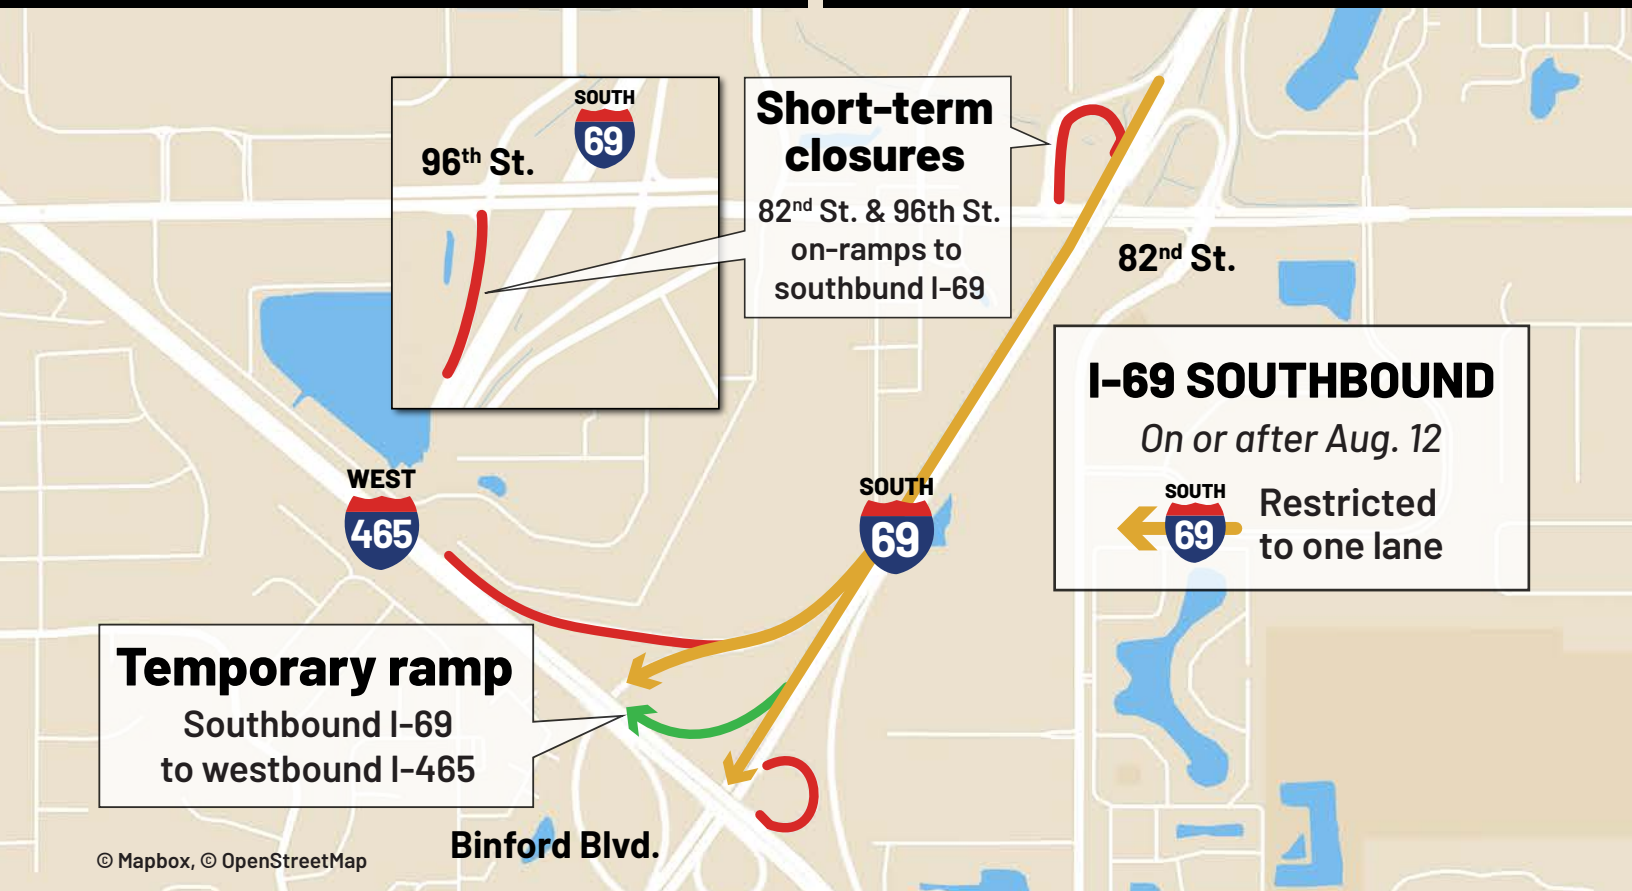 SOUTH
69
96th St.
Short-term
closures
82nd St. & 96th St.
on-ramps to
southbund I-69
82nd St.
I-69 SOUTHBOUND
On or after Aug. 12
SOUTH
69
Restricted
to one lane
WEST
465
SOUTH
69
Temporary ramp
Southbound I-69
to westbound I-465
Binford Blvd.
© Mapbox, © OpenStreetMap